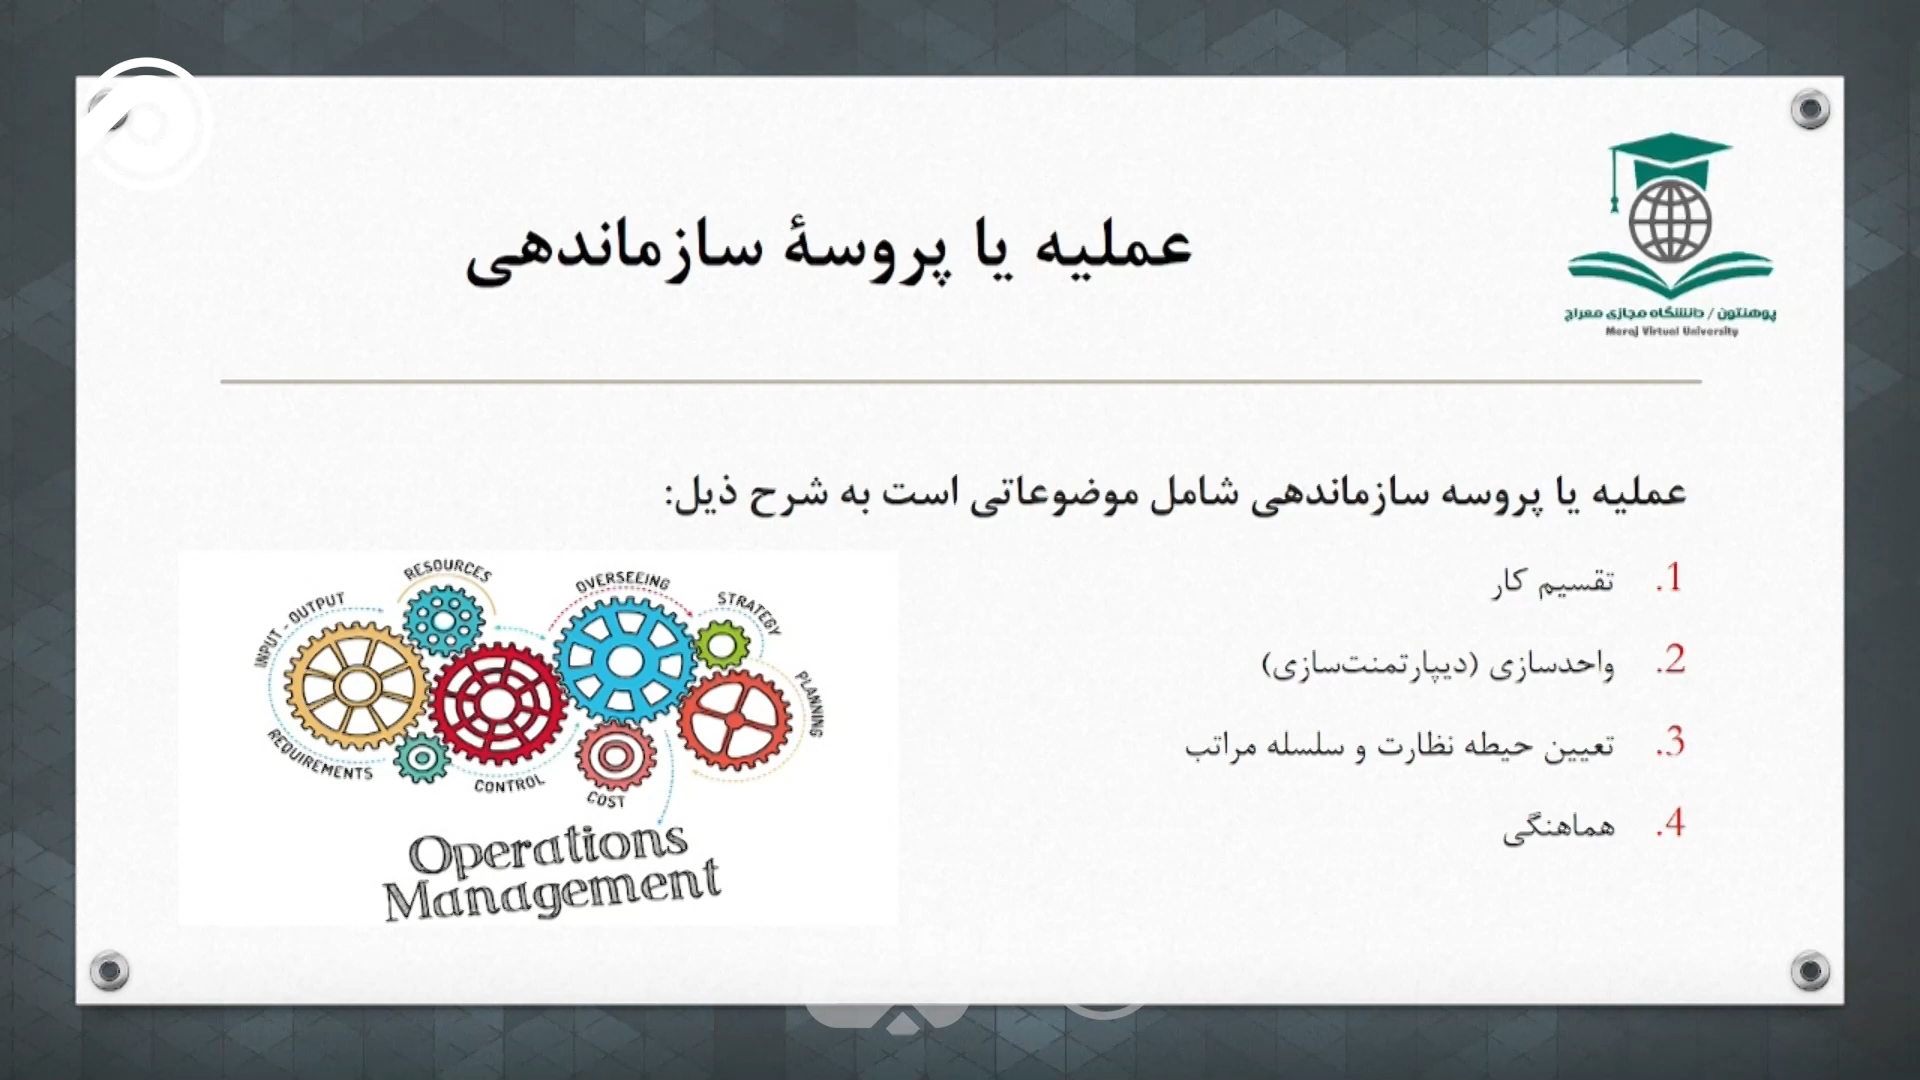 پوهنتون / دانشگاه مجازی معراج
Meraj Virtual University
عملیه یا پروسهٔ سازماندهی
عملیه یا پروسه سازماندهی شامل موضوعاتی است به شرح ذیل:
1. تقسیم کار
2. واحدسازی (دیپارتمنت‌سازی)
3. تعیین حیطه نظارت و سلسله مراتب
4. هماهنگی
RESOURCES
OVERSEEING
STRATEGY
INPUT - OUTPUT
PLANNING
REQUIREMENTS
CONTROL
COST
Operations
Management